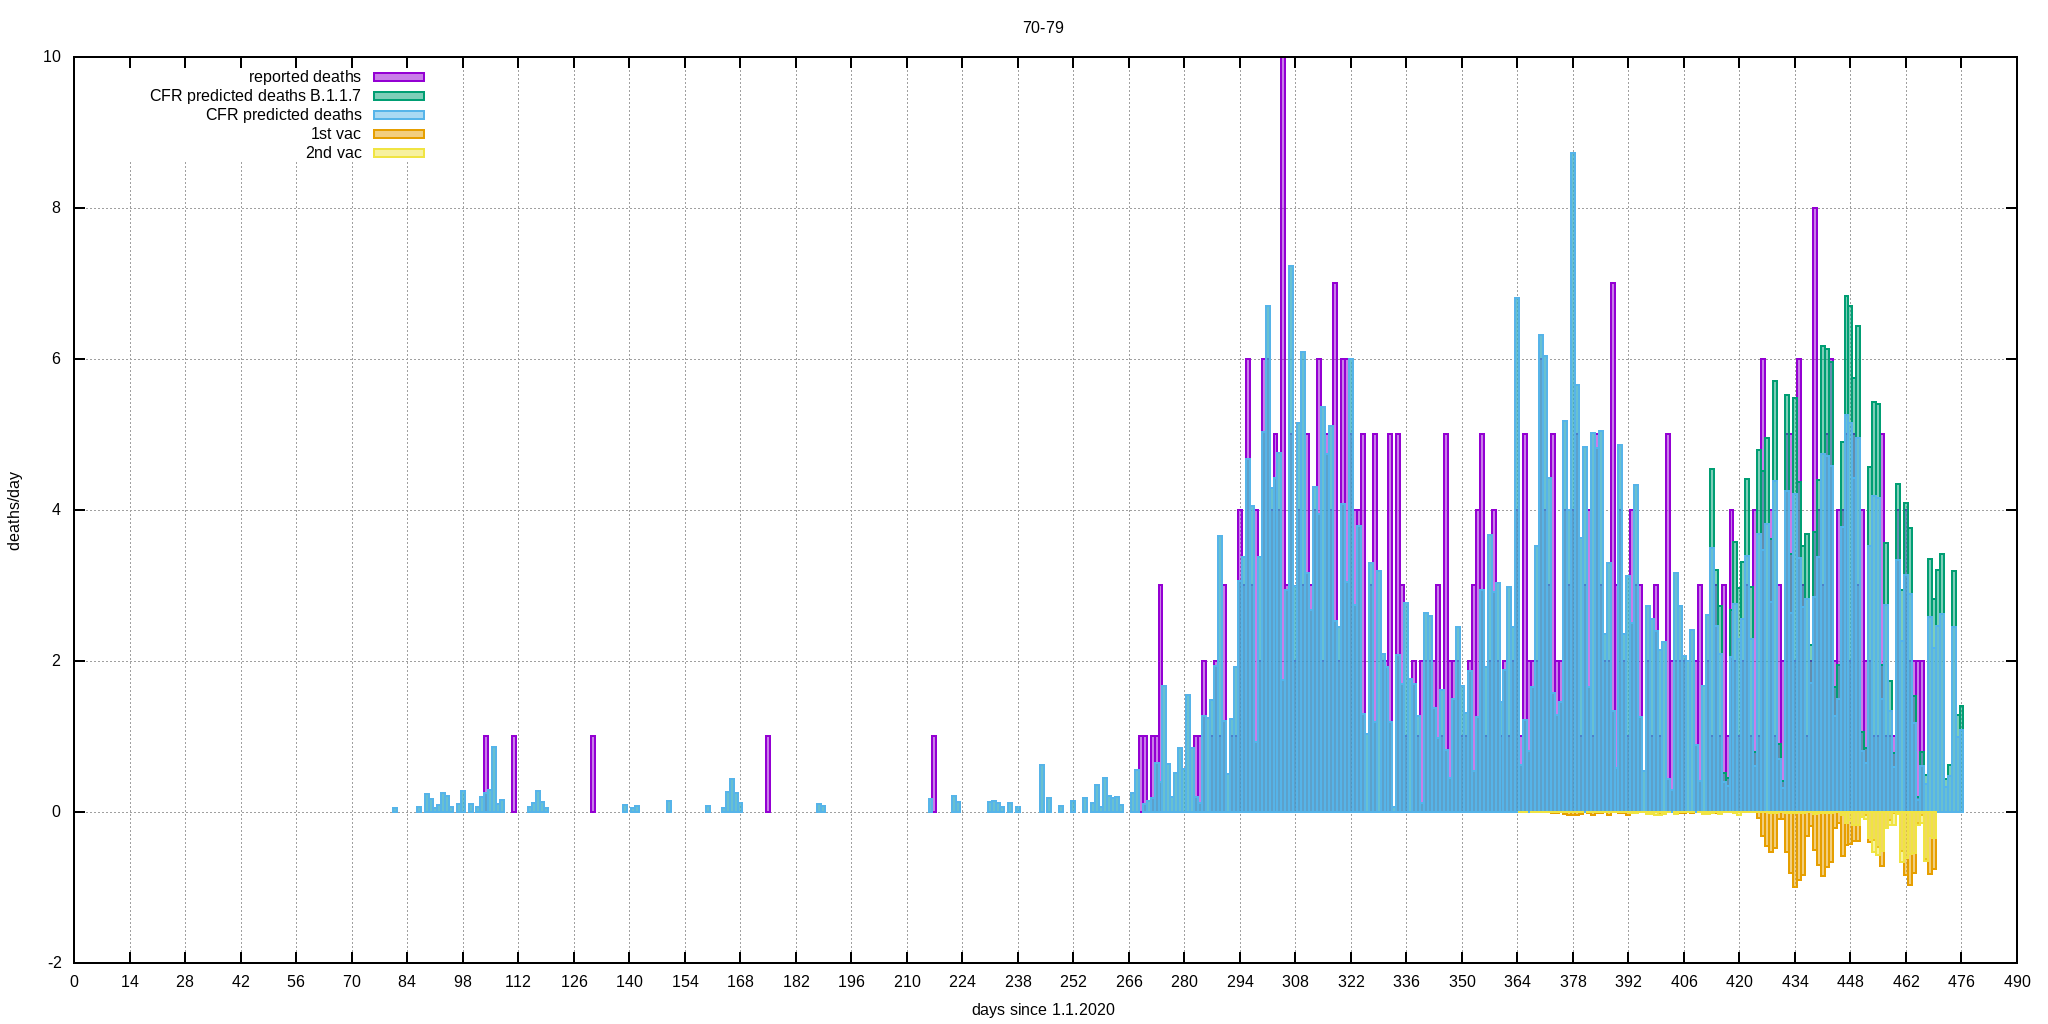 70-79
10
8
6
4
2
0
-2
deaths/day
reported deaths
CFR predicted deaths B.1.1.7
CFR predicted deaths
1st vac
2nd vac
0 14 28 42 56 70 84 98 112 126 140 154 168 182 196 210 224 238 252 266 280 294 308 322 336 350 364 378 392 406 420 434 448 462 476 490
days since 1.1.2020